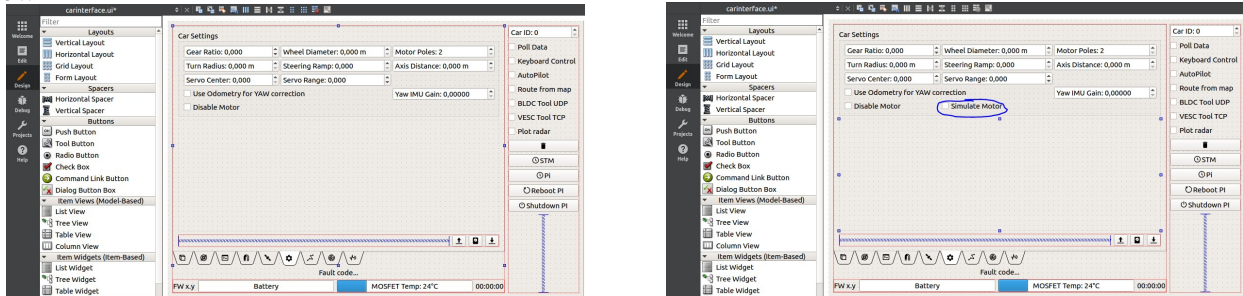 carinterface.ui*
Filter
Welcome
Edit
Design
Debug
Projects
Help
Layouts
Vertical Layout
Horizontal Layout
Grid Layout
Form Layout
Spacers
Horizontal Spacer
Vertical Spacer
Buttons
Push Button
Tool Button
Radio Button
Check Box
Command Link Button
Dialog Button Box
Item Views (Model-Based)
List View
Tree View
Table View
Column View
Item Widgets (Item-Based)
List Widget
Tree Widget
Table Widget
Car Settings
Gear Ratio: 0,000 Wheel Diameter: 0,000 m Motor Poles: 2
Turn Radius: 0,000 m Steering Ramp: 0,000 Axis Distance: 0,000 m
Servo Center: 0,000 Servo Range: 0,000
Use Odometry for YAW correction Yaw IMU Gain: 0,00000
Disable Motor
Fault code...
FW x.y Battery MOSFET Temp: 24°C 00:00:00
Car ID: 0
Poll Data
Keyboard Control
AutoPilot
Route from map
BLDC Tool UDP
VESC Tool TCP
Plot radar
STM
PI
Reboot PI
Shutdown PI
carinterface.ui*
Filter
Welcome
Edit
Design
Debug
Projects
Help
Layouts
Vertical Layout
Horizontal Layout
Grid Layout
Form Layout
Spacers
Horizontal Spacer
Vertical Spacer
Buttons
Push Button
Tool Button
Radio Button
Check Box
Command Link Button
Dialog Button Box
Item Views (Model-Based)
List View
Tree View
Table View
Column View
Item Widgets (Item-Based)
List Widget
Tree Widget
Table Widget
Car Settings
Gear Ratio: 0,000 Wheel Diameter: 0,000 m Motor Poles: 2
Turn Radius: 0,000 m Steering Ramp: 0,000 Axis Distance: 0,000 m
Servo Center: 0,000 Servo Range: 0,000
Use Odometry for YAW correction Yaw IMU Gain: 0,00000
Disable Motor Simulate Motor
Fault code...
FW x.y Battery MOSFET Temp: 24°C 00:00:00
Car ID: 0
Poll Data
Keyboard Control
AutoPilot
Route from map
BLDC Tool UDP
VESC Tool TCP
Plot radar
STM
PI
Reboot PI
Shutdown PI